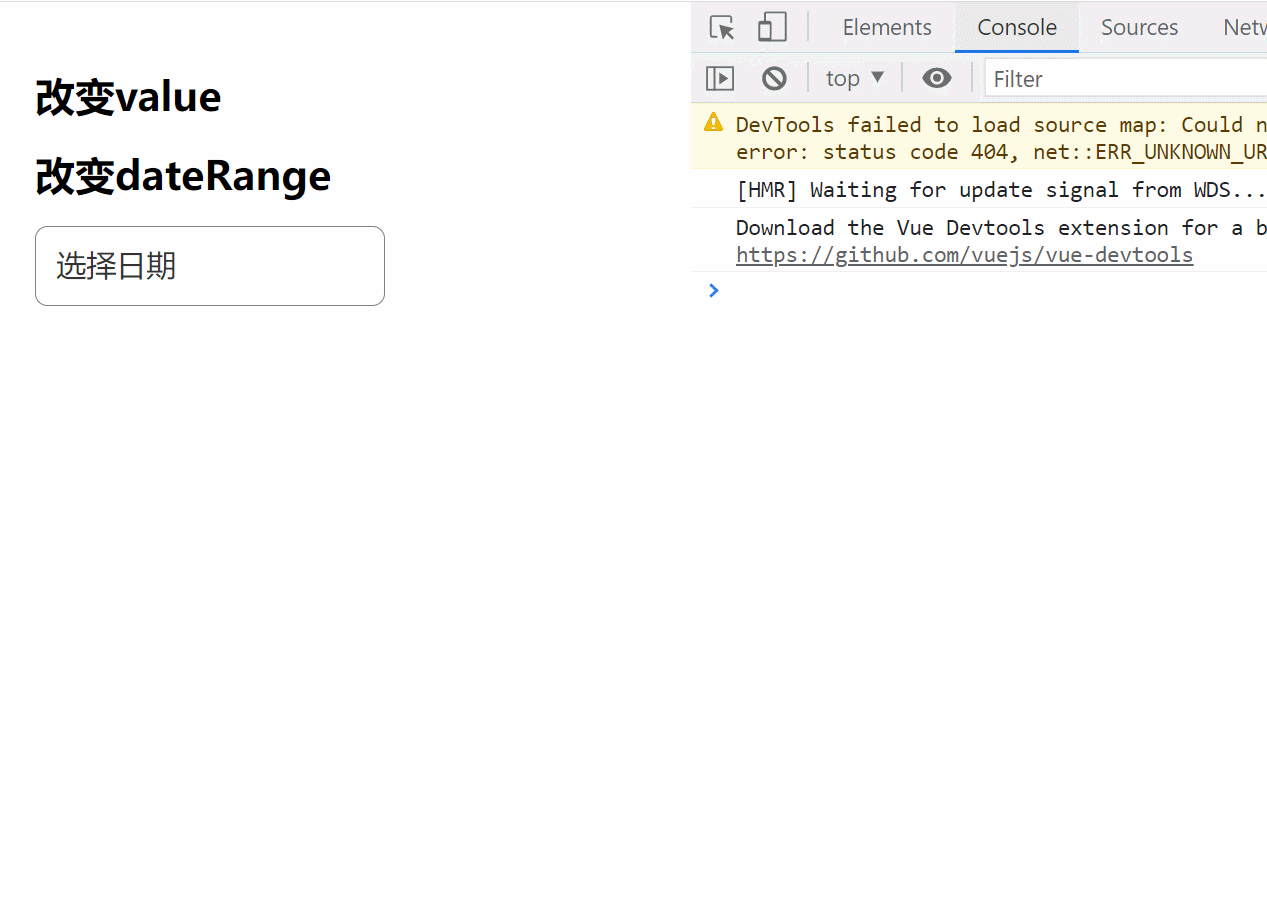 改变value
改变dateRange
选择日期
Elements Console Sources Netw
top Filter
DevTools failed to load source map: Could n
error: status code 404, net::ERR_UNKNOWN_UR
[HMR] Waiting for update signal from WDS...
Download the Vue Devtools extension for a b
https://github.com/vuejs/vue-devtools